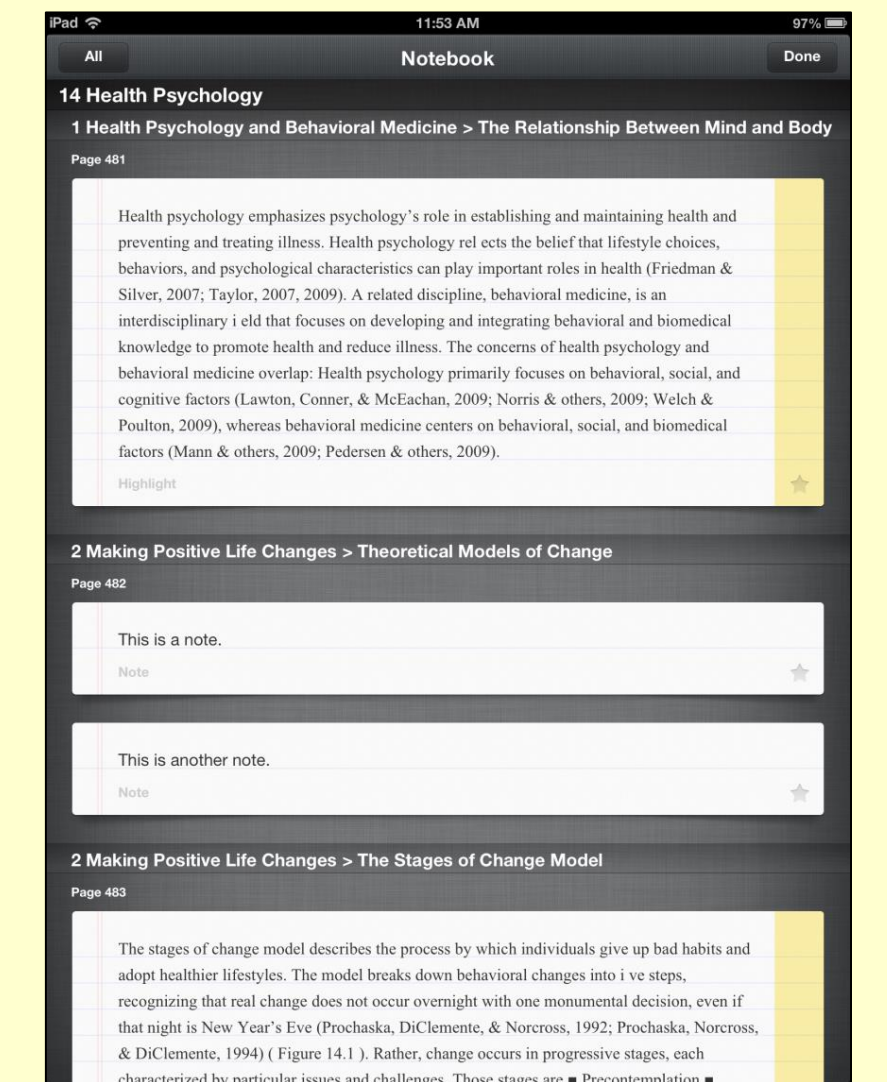 iPad 11:53 AM 97%
All Notebook Done
14 Health Psychology
1 Health Psychology and Behavioral Medicine > The Relationship Between Mind and Body
Page 481
Health psychology emphasizes psychology's role in establishing and maintaining health and
preventing and treating illness. Health psychology rel ects the belief that lifestyle choices,
behaviors, and psychological characteristics can play important roles in health (Friedman &
Silver, 2007; Taylor, 2007, 2009). A related discipline, behavioral medicine, is an
interdisciplinary i eld that focuses on developing and integrating behavioral and biomedical
knowledge to promote health and reduce illness. The concerns of health psychology and
behavioral medicine overlap: Health psychology primarily focuses on behavioral, social, and
cognitive factors (Lawton, Conner, & McEachan, 2009; Norris & others, 2009; Welch &
Poulton, 2009), whereas behavioral medicine centers on behavioral, social, and biomedical
factors (Mann & others, 2009; Pedersen & others, 2009).
Highlight
2 Making Positive Life Changes > Theoretical Models of Change
Page 482
This is a note.
Note
This is another note.
Note
2 Making Positive Life Changes > The Stages of Change Model
Page 483
The stages of change model describes the process by which individuals give up bad habits and
adopt healthier lifestyles. The model breaks down behavioral changes into i ve steps,
recognizing that real change does not occur overnight with one monumental decision, even if
that night is New Year's Eve (Prochaska, DiClemente, & Norcross, 1992; Prochaska, Norcross,
& DiClemente, 1994) ( Figure 14.1 ). Rather, change occurs in progressive stages, each
characterized by particular issues and challenges. Those stages are ■ Precontemplation ■